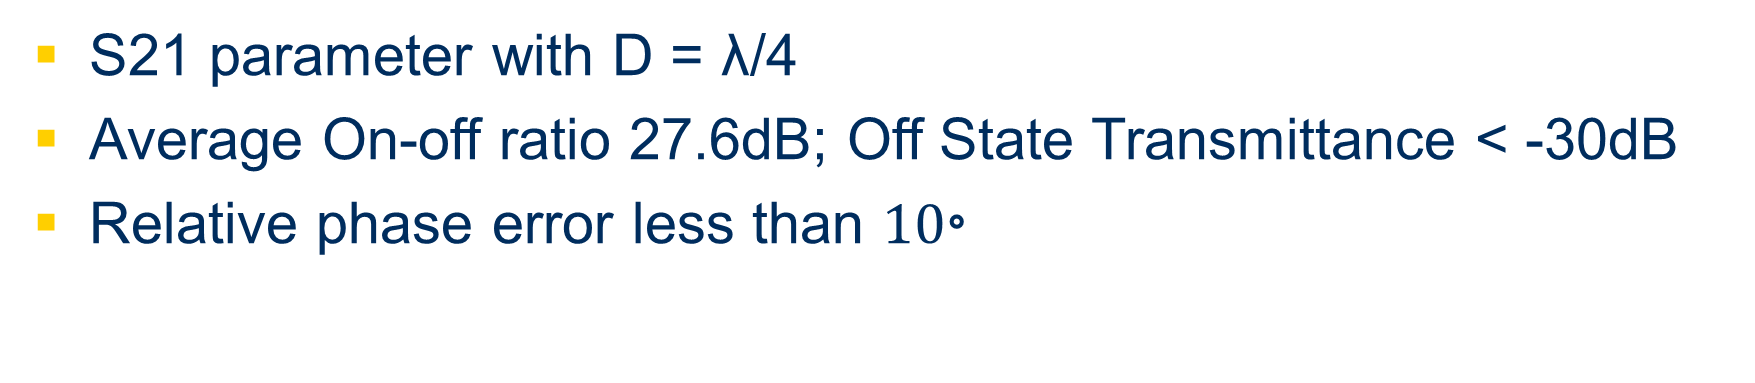 S21 parameter with D = λ/4
Average On-off ratio 27.6dB; Off State Transmittance < -30dB
Relative phase error less than 10∘